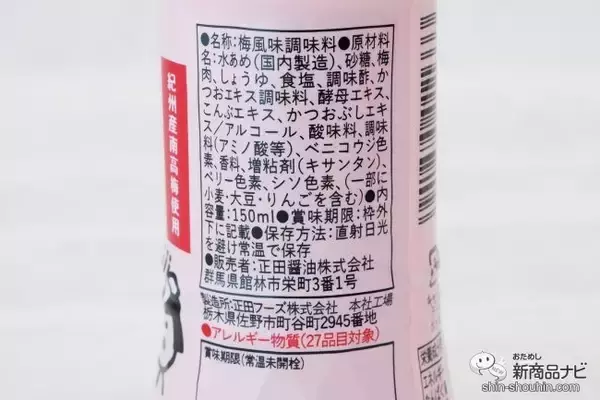 ●名称:梅風味調味料●原材料
名:水あめ(国内製造)、砂糖、梅
肉、しょうゆ、食塩、調味酢、か
つおエキス調味料、酵母エキス、
こんぶエキス、かつおぶしエキ
ス/アルコール、酸味料、調味
料(アミノ酸等)、ベニコウジ色
素、香料、増粘剤(キサンタン)、
ベリー色素、シソ色素、(一部に
小麦・大豆・りんごを含む)●内
容量:150ml●賞味期限:枠外
下に記載●保存方法:直射日光
を避け常温で保存
●販売者:正田醤油株式会社
群馬県館林市栄町3番1号
製造所:正田フーズ株式会社 本社工場
栃木県佐野市町谷町2945番地
●アレルギー物質(27品目対象)
賞味期限(常温未開栓)
紀州産南高梅使用
おためし
新商品ナビ
shin-shouhin.com